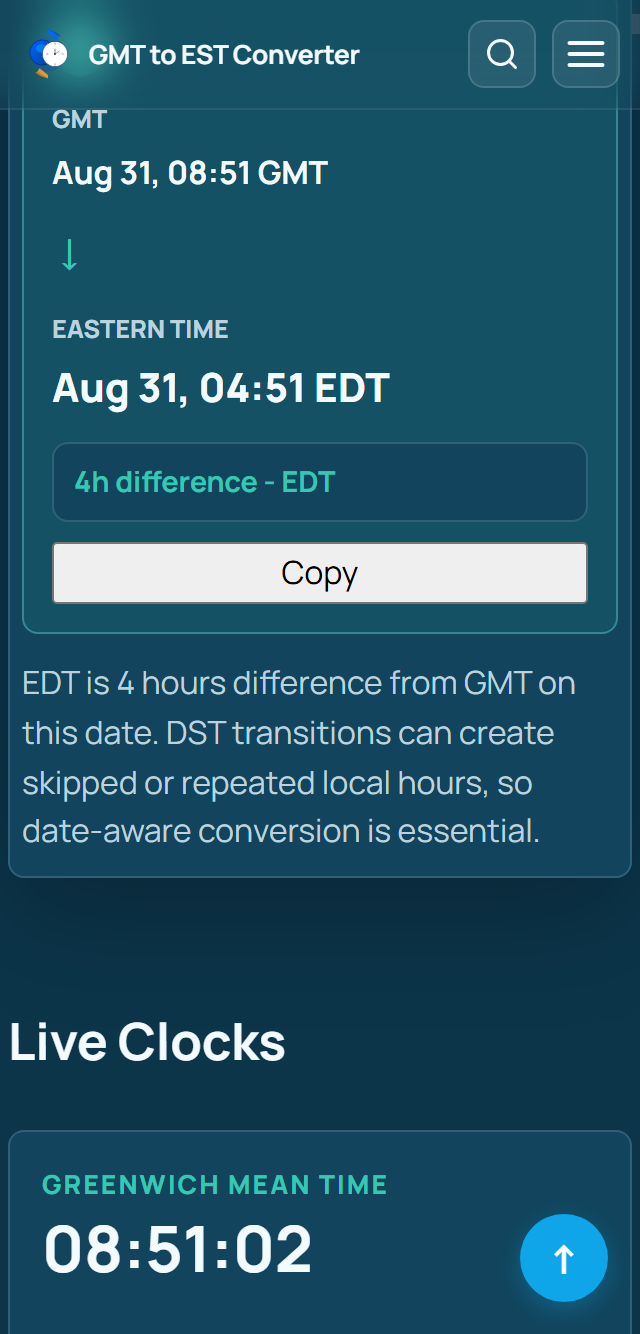 GMT to EST Converter
GMT
Aug 31, 08:51 GMT
↓
EASTERN TIME
Aug 31, 04:51 EDT
4h difference - EDT
Copy
EDT is 4 hours difference from GMT on
this date. DST transitions can create
skipped or repeated local hours, so
date-aware conversion is essential.
Live Clocks
GREENWICH MEAN TIME
08:51:02
↑